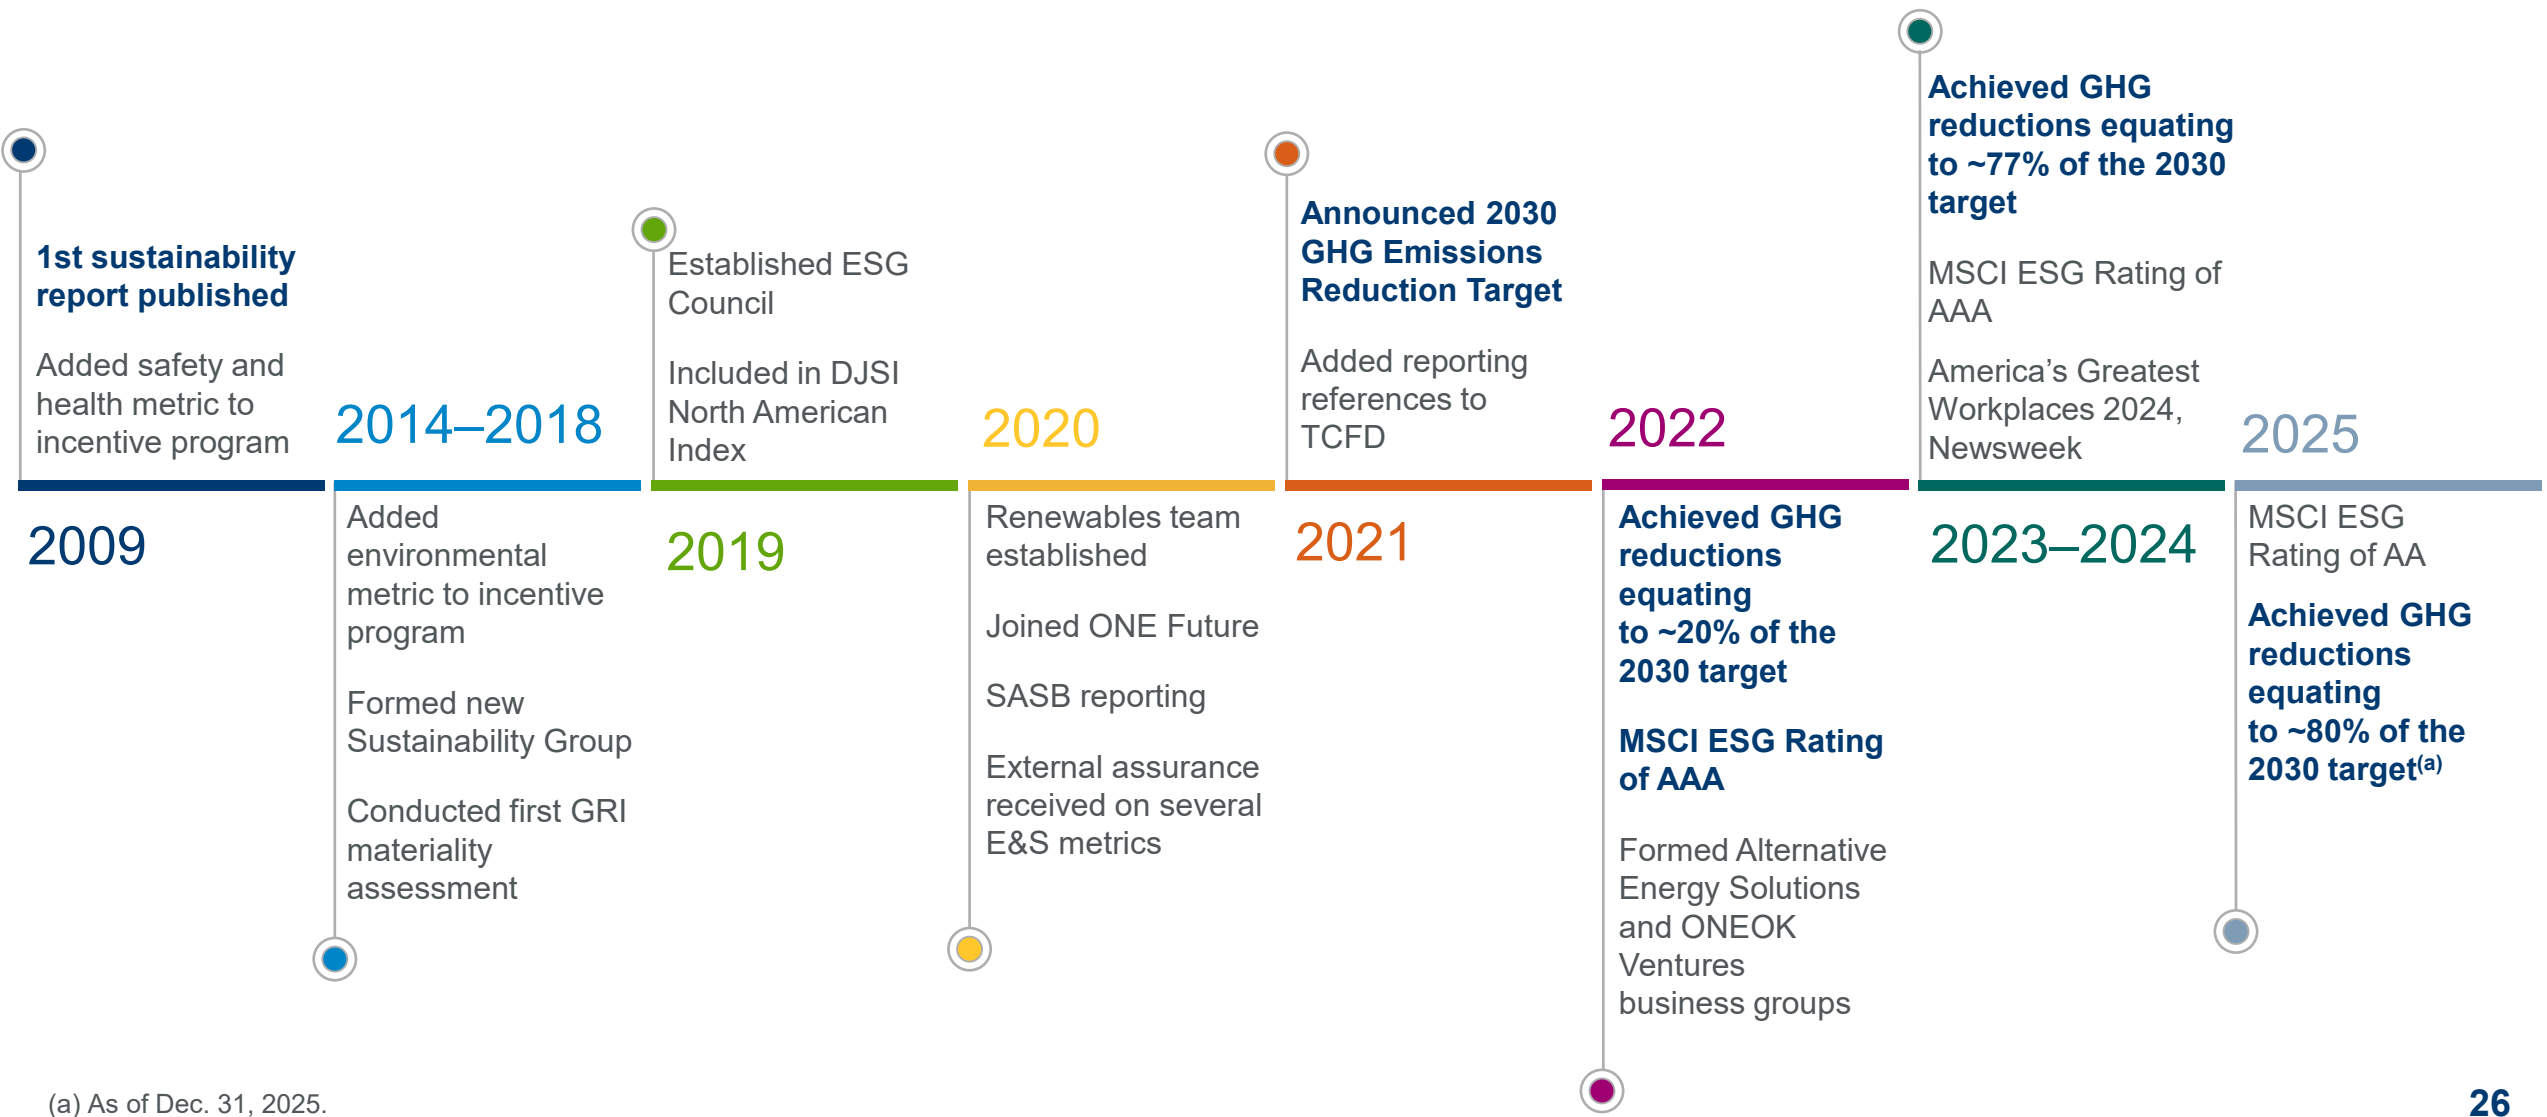 1st sustainability
report published
Added safety and
health metric to
incentive program
2009
2014–2018
Added
environmental
metric to incentive
program
Formed new
Sustainability Group
Conducted first GRI
materiality
assessment
Established ESG
Council
Included in DJSI
North American
Index
2019
2020
Renewables team
established
Joined ONE Future
SASB reporting
External assurance
received on several
E&S metrics
Announced 2030
GHG Emissions
Reduction Target
Added reporting
references to
TCFD
2021
2022
Achieved GHG
reductions
equating
to ~20% of the
2030 target
MSCI ESG Rating
of AAA
Formed Alternative
Energy Solutions
and ONEOK
Ventures
business groups
Achieved GHG
reductions equating
to ~77% of the 2030
target
MSCI ESG Rating of
AAA
America’s Greatest
Workplaces 2024,
Newsweek
2023–2024
2025
MSCI ESG
Rating of AA
Achieved GHG
reductions
equating
to ~80% of the
2030 target(a)
(a) As of Dec. 31, 2025.
26